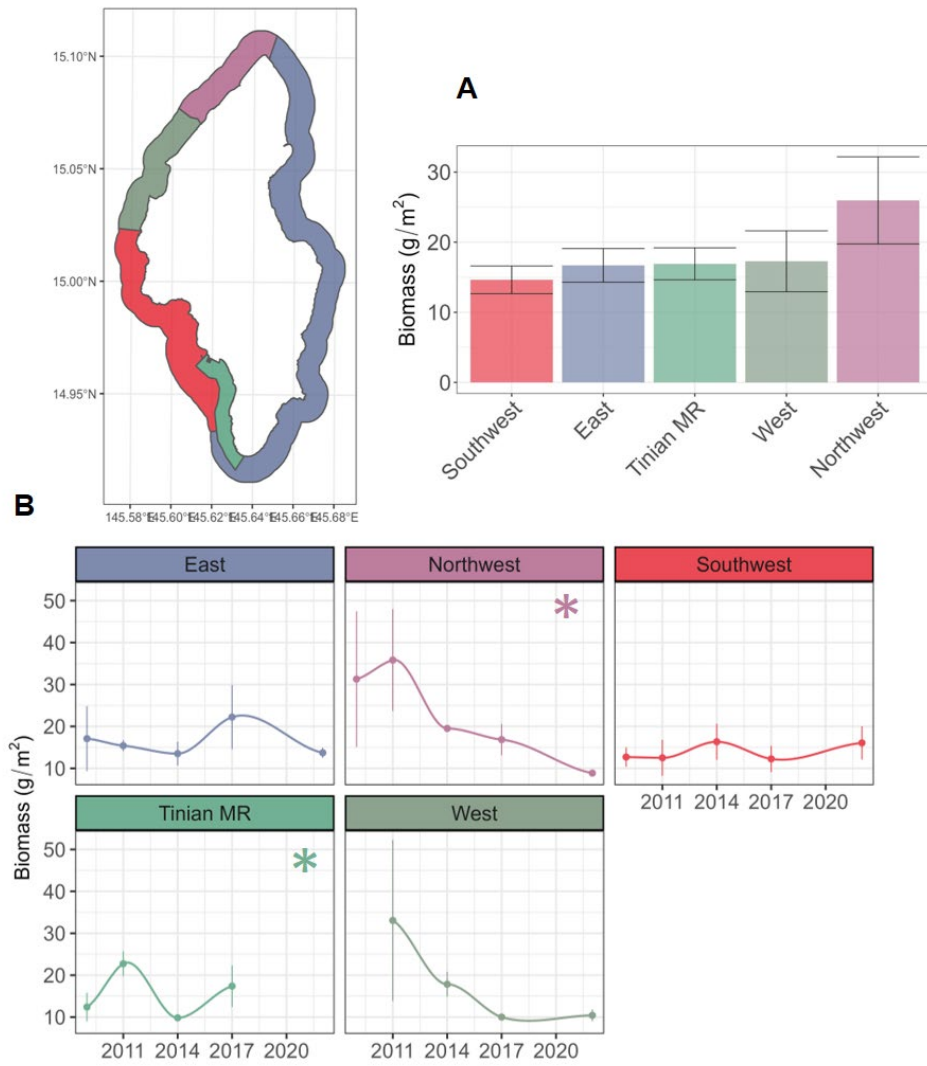 15.10°N
15.05°N
15.00°N
14.95°N
145.58°E 145.60°E 145.62°E 145.64°E 145.66°E 145.68°E
A
Biomass (g/m²)
30
20
10
0
Southwest
East
Tinian MR
West
Northwest
B
East
Northwest
Southwest
Biomass (g/m²)
50
40
30
20
10
*
2011 2014 2017 2020
Tinian MR
West
50
40
30
20
10
*
2011 2014 2017 2020
2011 2014 2017 2020